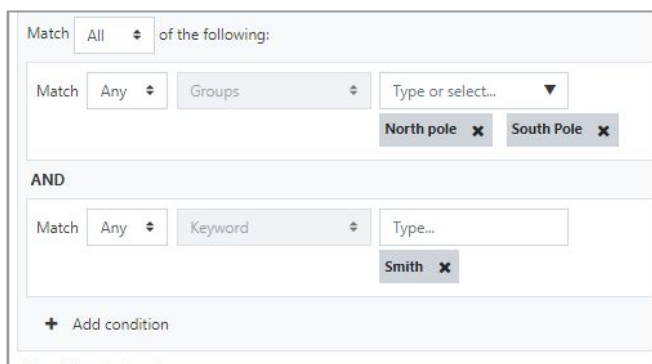 Match All of the following:
Match Any Groups Type or select...
North pole South Pole
AND
Match Any Keyword Type...
Smith
Add condition